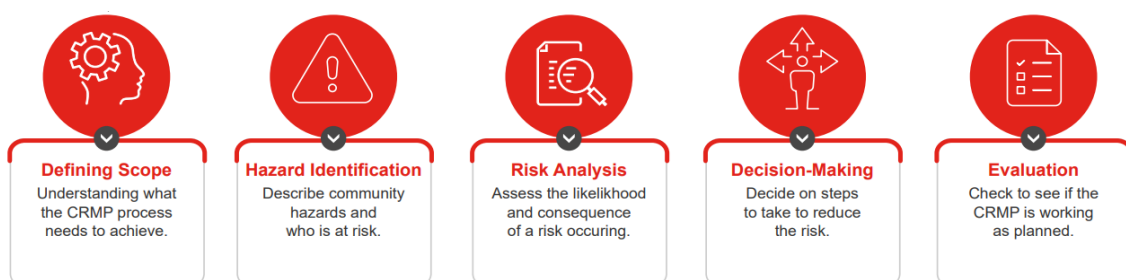 Defining Scope
Understanding what
the CRMP process
needs to achieve.
Hazard Identification
Describe community
hazards and
who is at risk.
Risk Analysis
Assess the likelihood
and consequence
of a risk occuring.
Decision-Making
Decide on steps
to take to reduce
the risk.
Evaluation
Check to see if the
CRMP is working
as planned.